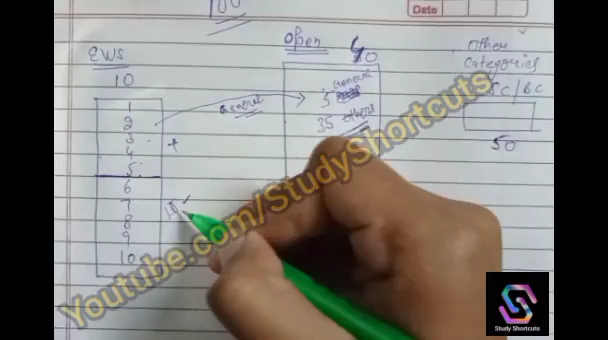 100
Date
EWS
10
Open
40
Other
Categories
SC/BC
50
1
2
3
4
5
6
7
8
9
10
General
5 General
35 others
+
10
Youtube.com/StudyShortcuts
Study Shortcuts